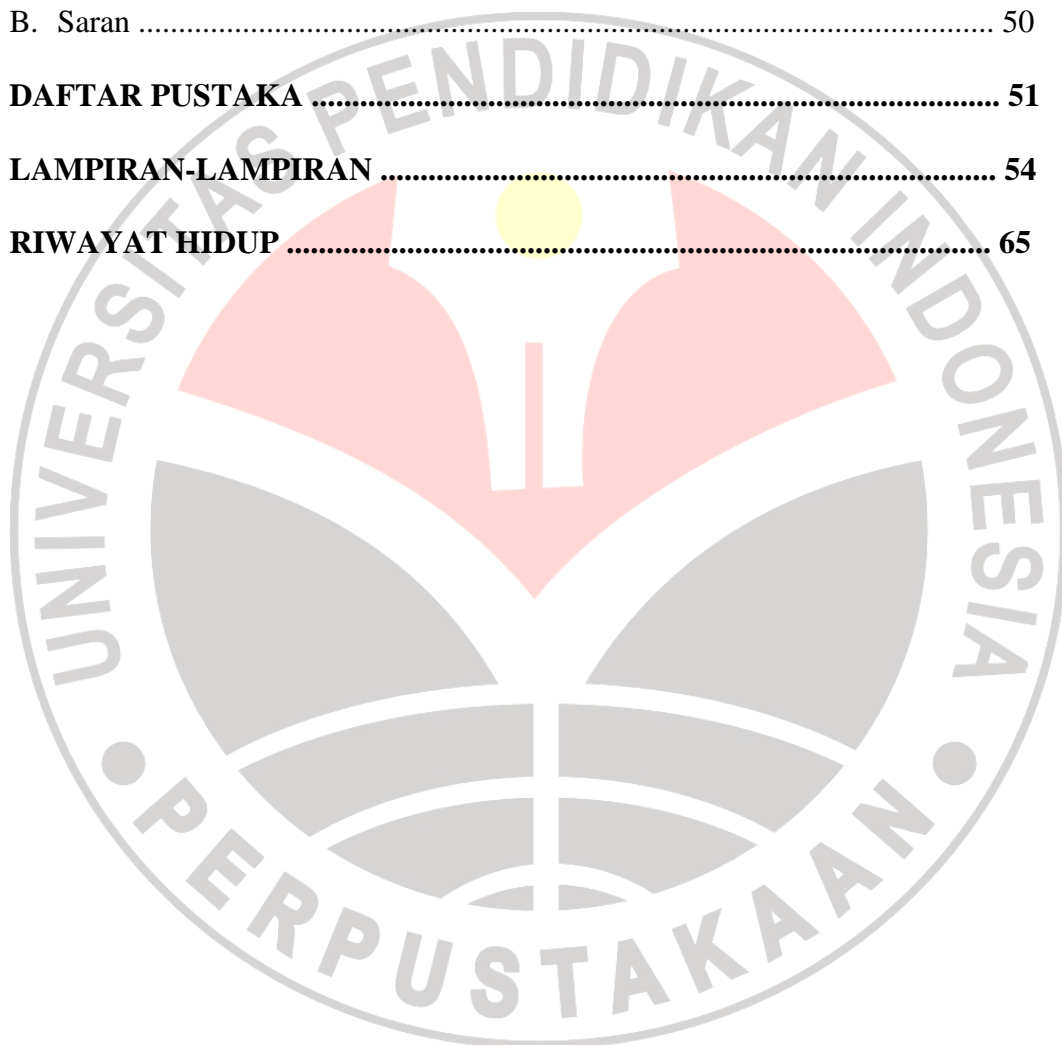 B. Saran ........................................................................................................ 50
DAFTAR PUSTAKA ...................................................................................... 51
LAMPIRAN-LAMPIRAN ............................................................................. 54
RIWAYAT HIDUP ........................................................................................ 65
UNIVERSITAS PENDIDIKAN INDONESIA
PERPUSTAKAAN